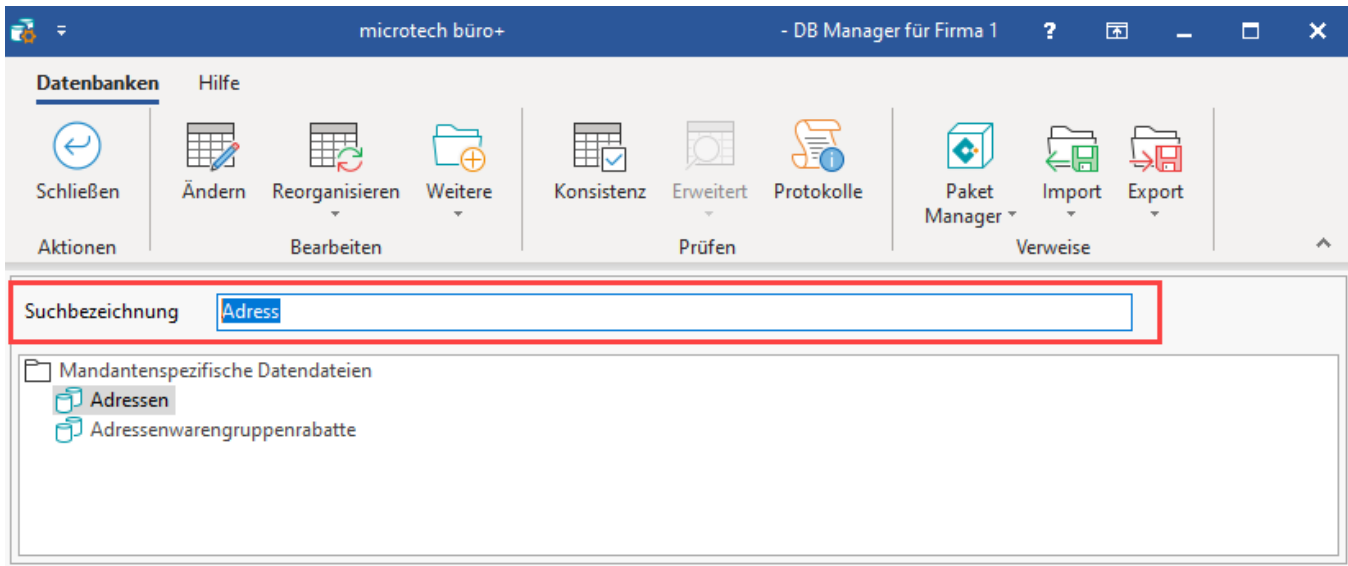 microtech büro+ - DB Manager für Firma 1 ?
Datenbanken Hilfe
Schließen Ändern Reorganisieren Weitere Konsistenz Erweitert Protokolle Paket Manager Import Export
Aktionen Bearbeiten Prüfen Verweise
Suchbezeichnung Adress
Mandantenspezifische Datendateien
Adressen
Adressenwarengruppenrabatte